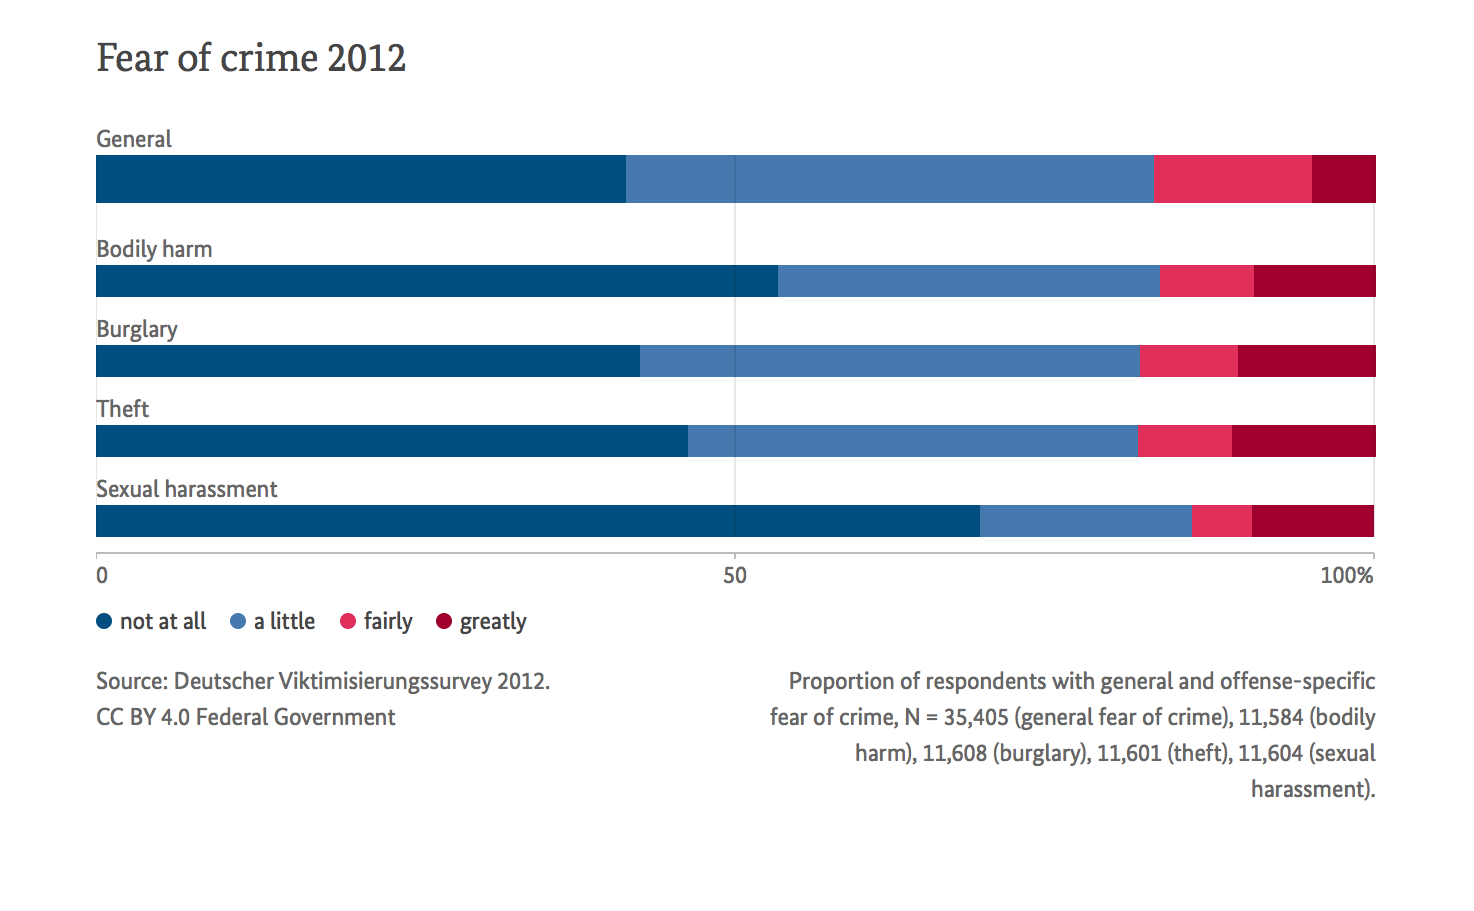 Fear of crime 2012
General
Bodily harm
Burglary
Theft
Sexual harassment
0 50 100%
not at all a little fairly greatly
Source: Deutscher Viktimisierungssurvey 2012.
CC BY 4.0 Federal Government
Proportion of respondents with general and offense-specific
fear of crime, N = 35,405 (general fear of crime), 11,584 (bodily
harm), 11,608 (burglary), 11,601 (theft), 11,604 (sexual
harassment).